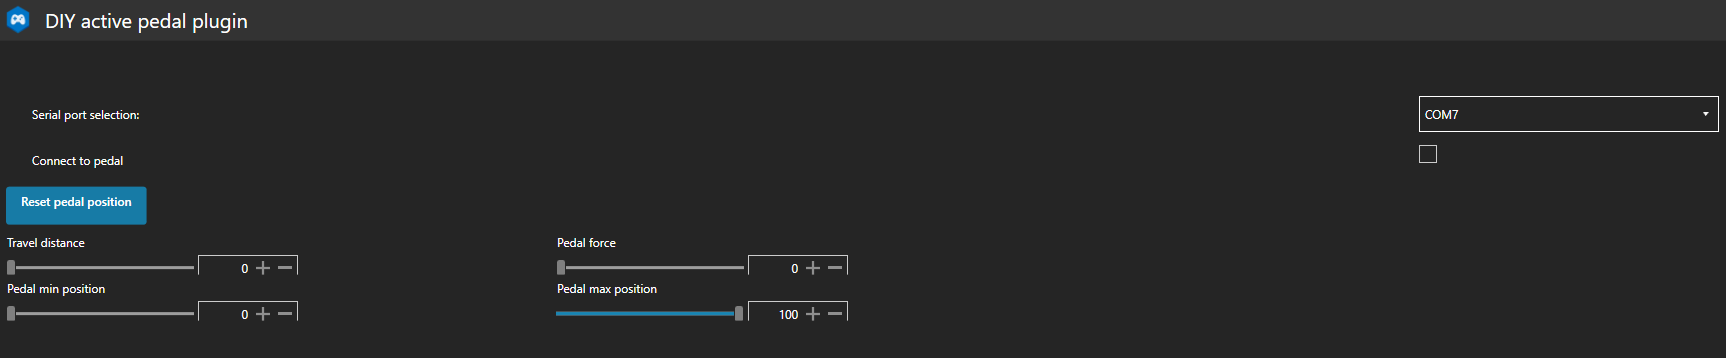 DIY active pedal plugin
Serial port selection:
COM7
Connect to pedal
Reset pedal position
Travel distance
Pedal force
0
0
Pedal min position
Pedal max position
0
100